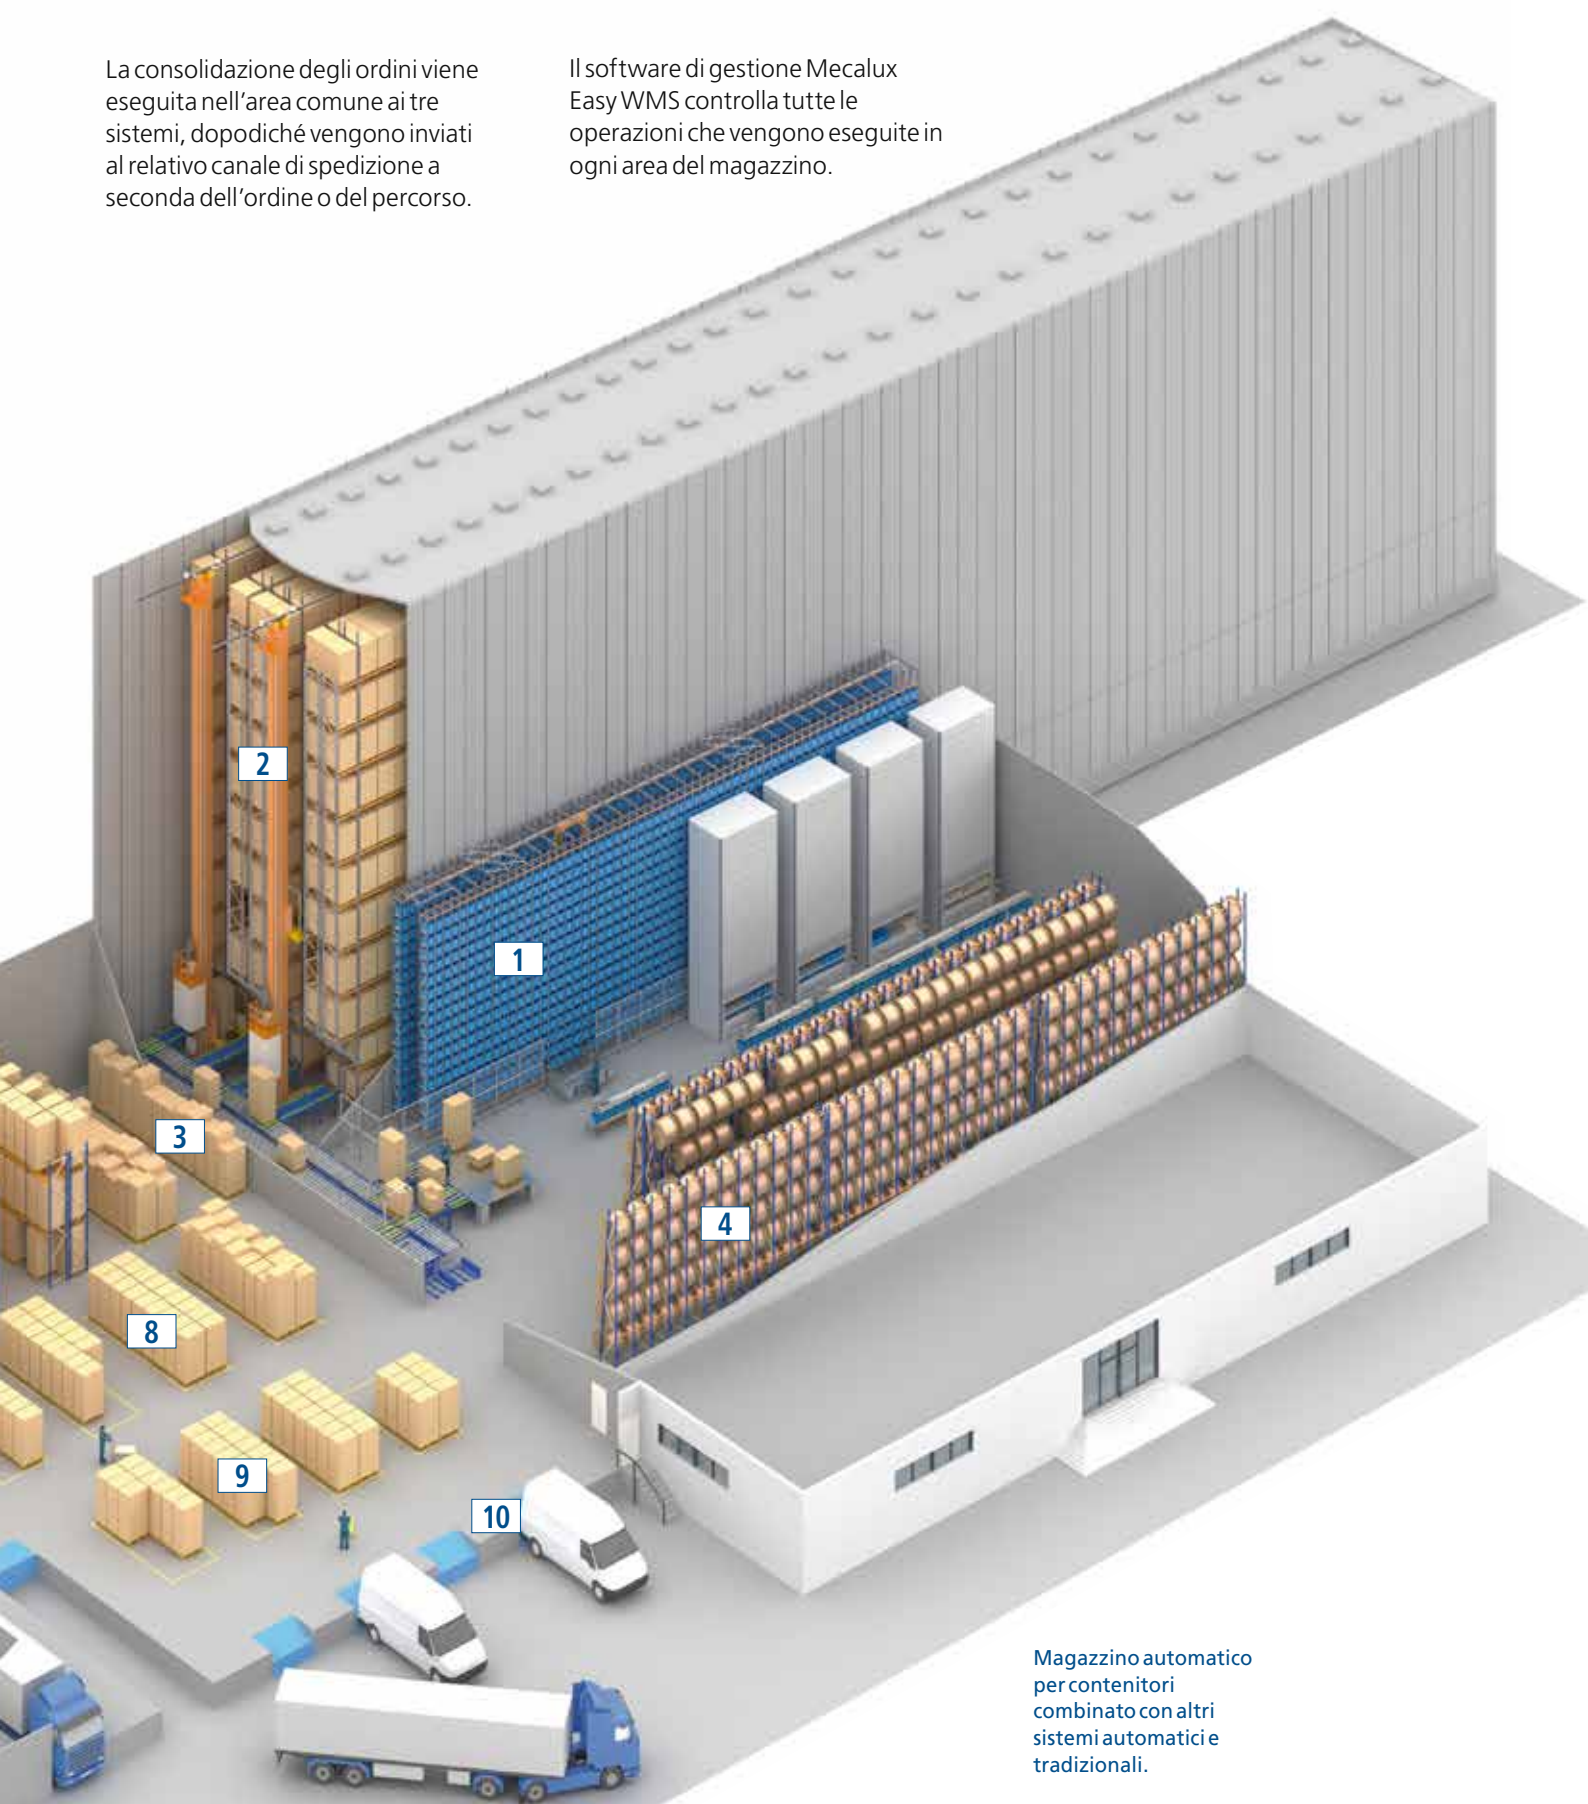 La consolidazione degli ordini viene
eseguita nell'area comune ai tre
sistemi, dopodiché vengono inviati
al relativo canale di spedizione a
seconda dell'ordine o del percorso.
Il software di gestione Mecalux
Easy WMS controlla tutte le
operazioni che vengono eseguite in
ogni area del magazzino.
2
1
3
4
8
9
10
Magazzino automatico
per contenitori
combinato con altri
sistemi automatici e
tradizionali.